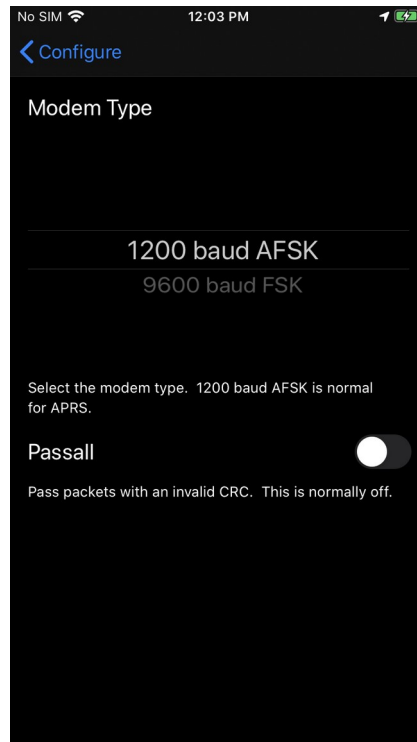 No SIM 12:03 PM
Configure
Modem Type
1200 baud AFSK
9600 baud FSK
Select the modem type.  1200 baud AFSK is normal
for APRS.
Passall
Pass packets with an invalid CRC.  This is normally off.